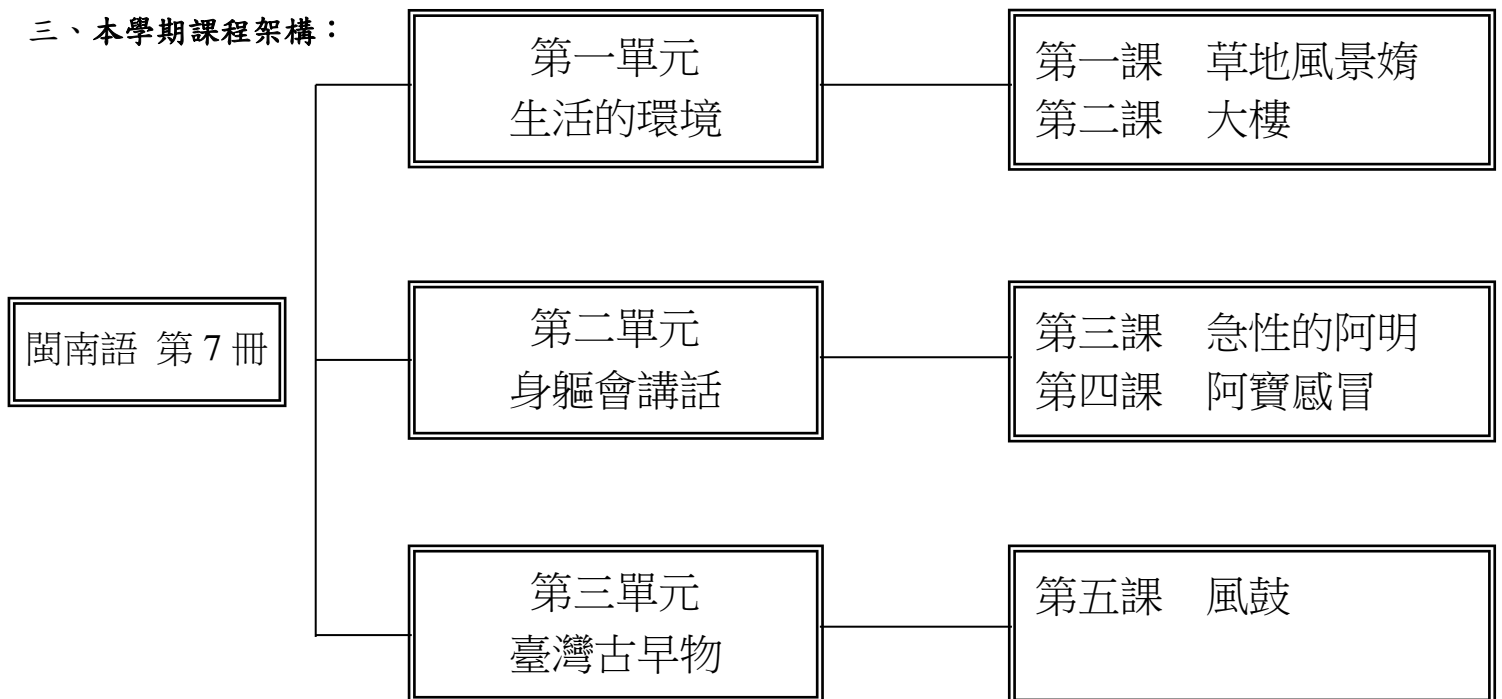 三、本學期課程架構：
閩南語 第 7 冊
第一單元
生活的環境
第一課　草地風景媠
第二課　大樓
第二單元
身軀會講話
第三課　急性的阿明
第四課　阿寶感冒
第三單元
臺灣古早物
第五課　風鼓